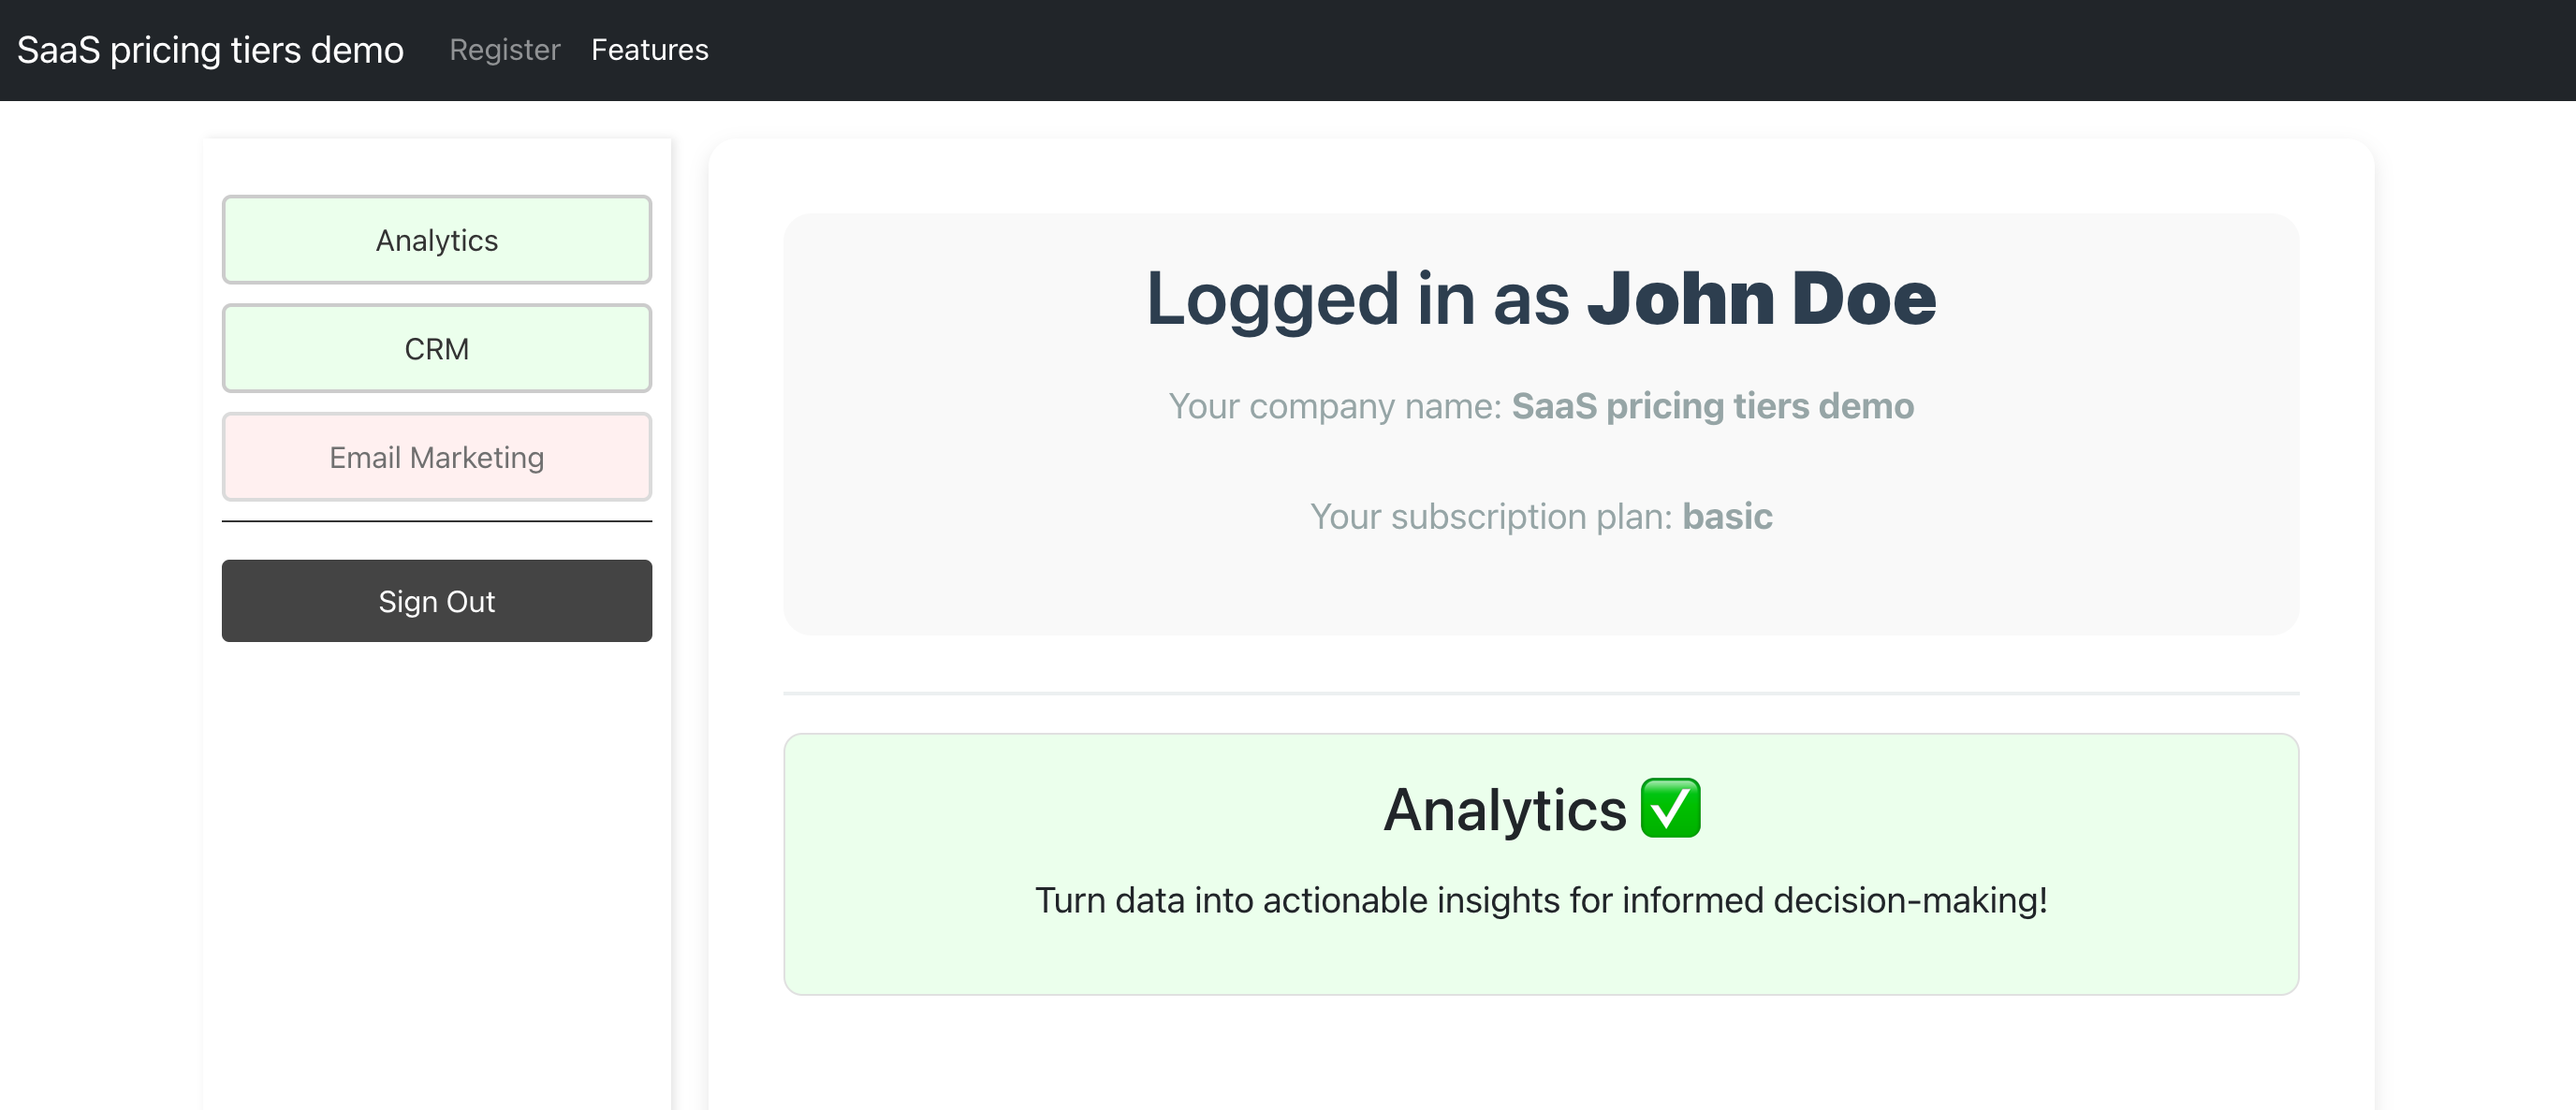 SaaS pricing tiers demo Register Features
Analytics
CRM
Email Marketing
Sign Out
Logged in as John Doe
Your company name: SaaS pricing tiers demo
Your subscription plan: basic
Analytics ✅
Turn data into actionable insights for informed decision-making!